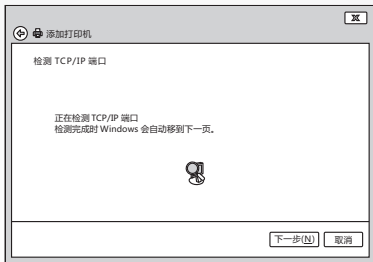 添加打印机
检测 TCP/IP 端口
正在检测 TCP/IP 端口
检测完成时 Windows 会自动移到下一页。
下一步(N) 取消